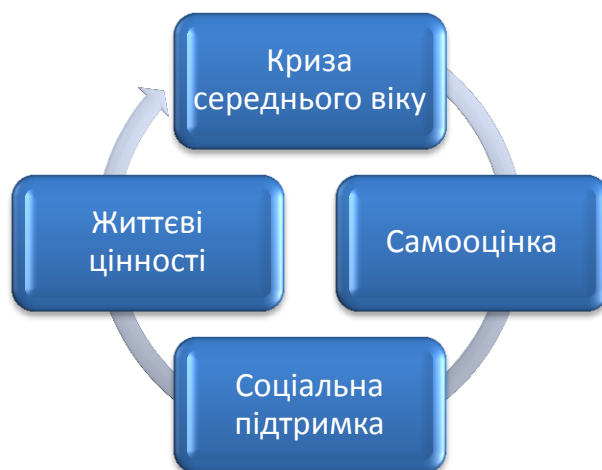 Криза
середнього віку
Самооцінка
Соціальна
підтримка
Життєві
цінності